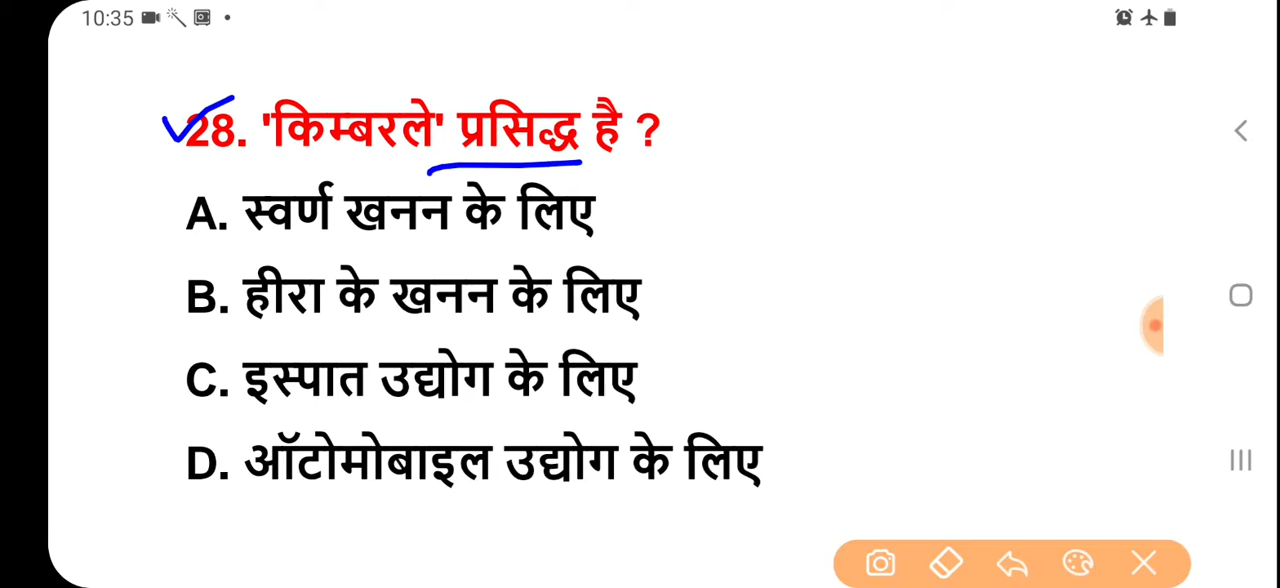 10:35
28. 'किम्बरले' प्रसिद्ध है ?
A. स्वर्ण खनन के लिए
B. हीरा के खनन के लिए
C. इस्पात उद्योग के लिए
D. ऑटोमोबाइल उद्योग के लिए